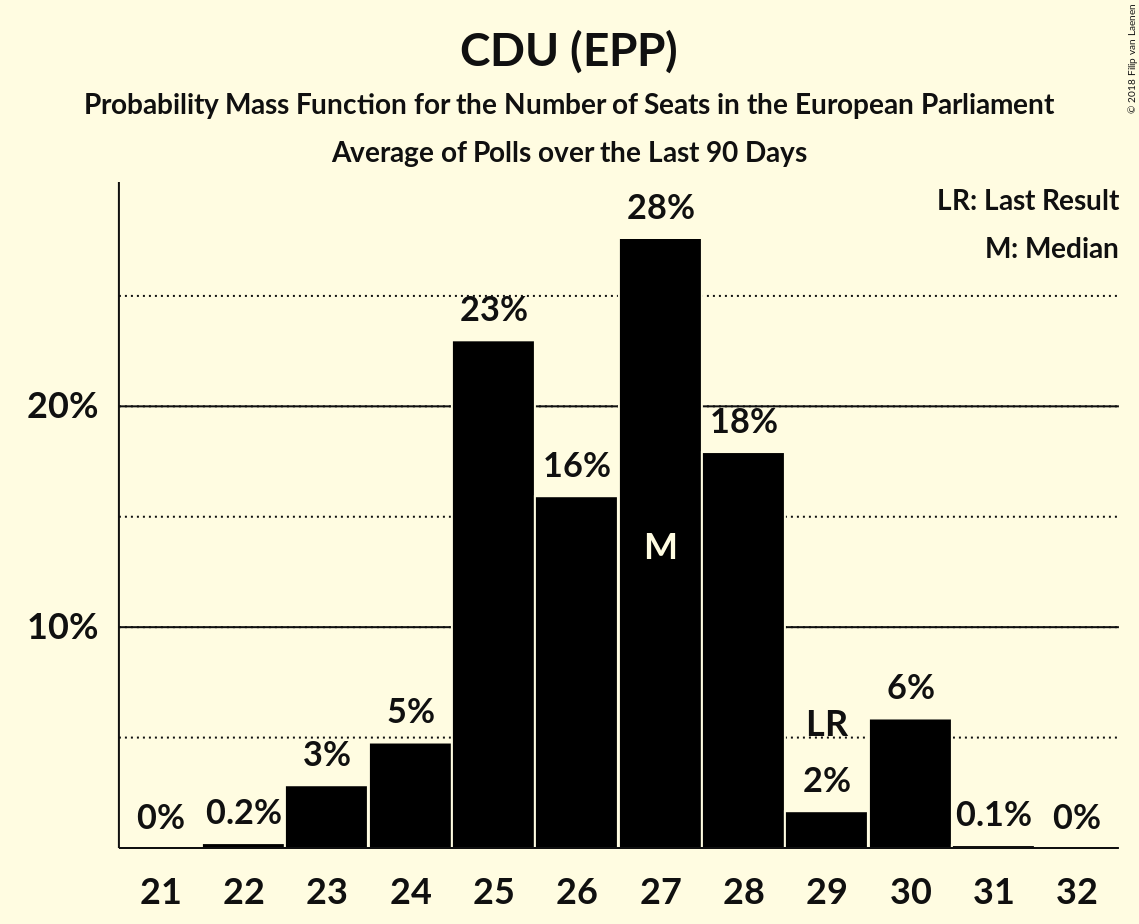 CDU (EPP)
Probability Mass Function for the Number of Seats in the European Parliament
Average of Polls over the Last 90 Days
© 2018 Filip van Laenen
LR: Last Result
M: Median
28%
23%
20%
18%
16%
M
10%
6%
5%
LR
3%
2%
0%
0.2%
0.1%
0%
21 22 23 24 25 26 27 28 29 30 31 32